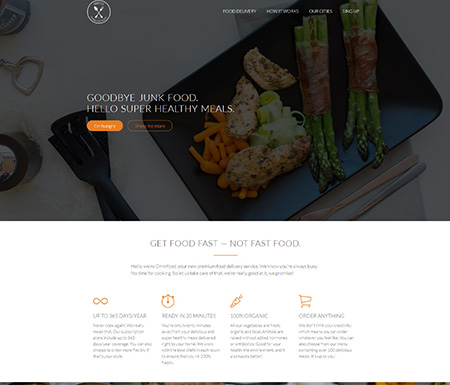 FOOD DELIVERY HOW IT WORKS OUR CITIES SING UP
GOODBYE JUNK FOOD.
HELLO SUPER HEALTHY MEALS.
I'm hungry Show me more
GET FOOD FAST — NOT FAST FOOD.
Hello, we're Omnifood, your new premium food delivery service. We know you're always busy.
No time for cooking. So let us take care of that, we're really good at it, we promise!
UP TO 365 DAYS/YEAR
Never cook again! We really
mean that. Our subscription
plans include up to 365
days/year coverage. You can also
choose to order more flexibly if
that's your style.
READY IN 20 MINUTES
You're only twenty minutes
away from your delicious and
super healthy meals delivered
right to your home. We work
with the best chefs in each town
to ensure that you're 100%
happy.
100% ORGANIC
All our vegetables are fresh,
organic and local. Animals are
raised without added hormones
or antibiotics. Good for your
health, the environment, and it
also tastes better!
ORDER ANYTHING
We don't limit your creativity,
which means you can order
whatever you feel like. You can
also choose from our menu
containing over 100 delicious
meals. It's up to you!